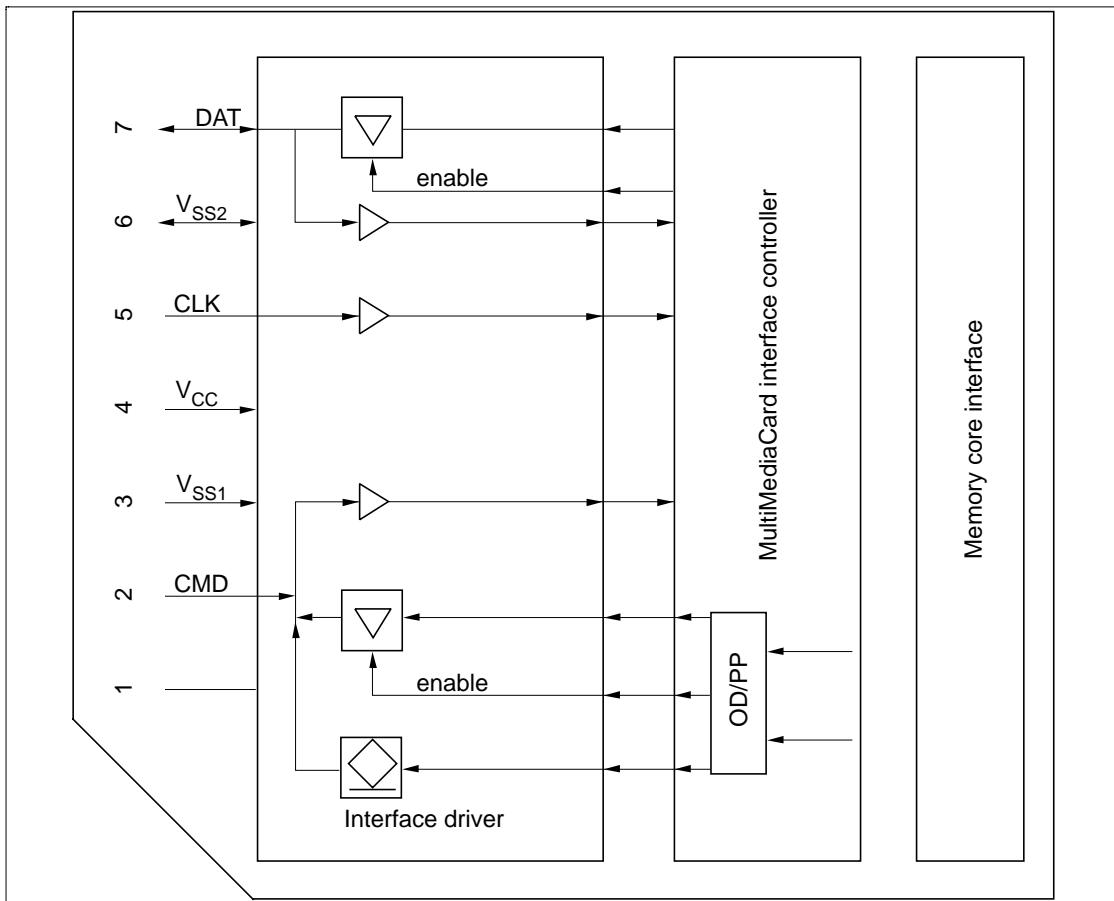 7
DAT
enable
6
VSS2
5
CLK
4
VCC
3
VSS1
2
CMD
enable
1
Interface driver
OD/PP
MultiMediaCard interface controller
Memory core interface